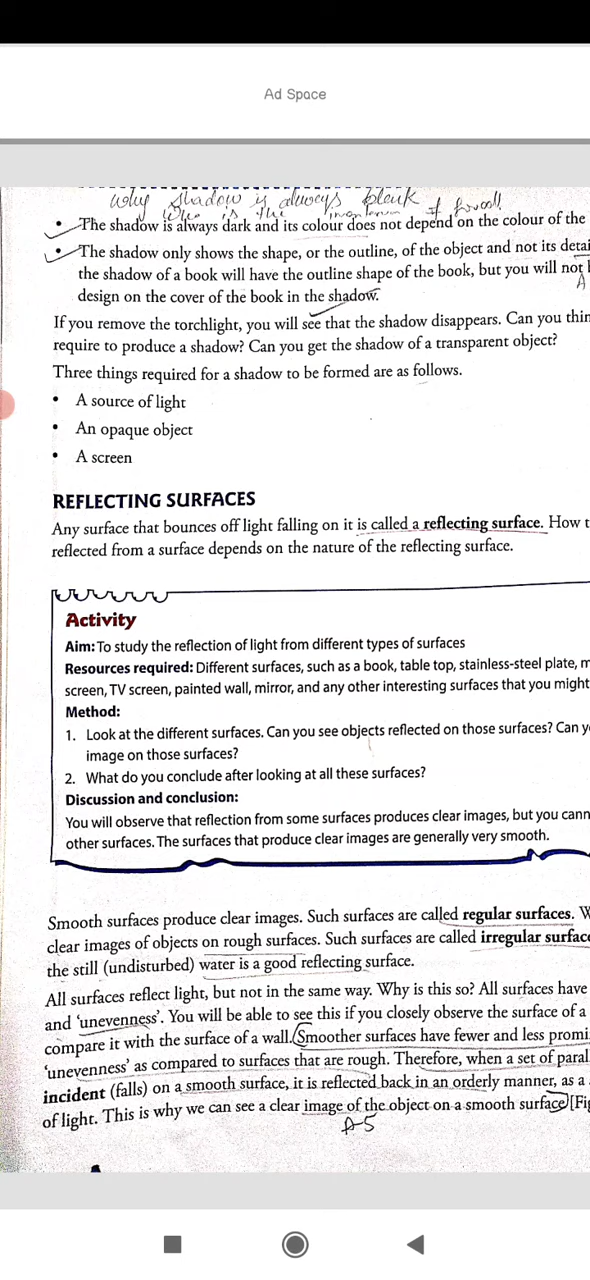 Ad Space
why shadow is always
is the
• The shadow is always dark and its colour does not depend on the colour of the
• The shadow only shows the shape, or the outline, of the object and not its detai
the shadow of a book will have the outline shape of the book, but you will not
A
design on the cover of the book in the shadow.
If you remove the torchlight, you will see that the shadow disappears. Can you thin
require to produce a shadow? Can you get the shadow of a transparent object?
Three things required for a shadow to be formed are as follows.
• A source of light
• An opaque object
• A screen
REFLECTING SURFACES
Any surface that bounces off light falling on it is called a reflecting surface. How t
reflected from a surface depends on the nature of the reflecting surface.
Activity
Aim: To study the reflection of light from different types of surfaces
Resources required: Different surfaces, such as a book, table top, stainless-steel plate, m
screen, TV screen, painted wall, mirror, and any other interesting surfaces that you might
Method:
1. Look at the different surfaces. Can you see objects reflected on those surfaces? Can y
image on those surfaces?
2. What do you conclude after looking at all these surfaces?
Discussion and conclusion:
You will observe that reflection from some surfaces produces clear images, but you cann
other surfaces. The surfaces that produce clear images are generally very smooth.
Smooth surfaces produce clear images. Such surfaces are called regular surfaces. W
clear images of objects on rough surfaces. Such surfaces are called irregular surface
the still (undisturbed) water is a good reflecting surface.
All surfaces reflect light, but not in the same way. Why is this so? All surfaces have
and ‘unevenness’. You will be able to see this if you closely observe the surface of a
compare it with the surface of a wall. (Smoother surfaces have fewer and less promi
‘unevenness’ as compared to surfaces that are rough. Therefore, when a set of paral
incident (falls) on a smooth surface, it is reflected back in an orderly manner, as a
of light. This is why we can see a clear image of the object on a smooth surface) [Fig
A-5